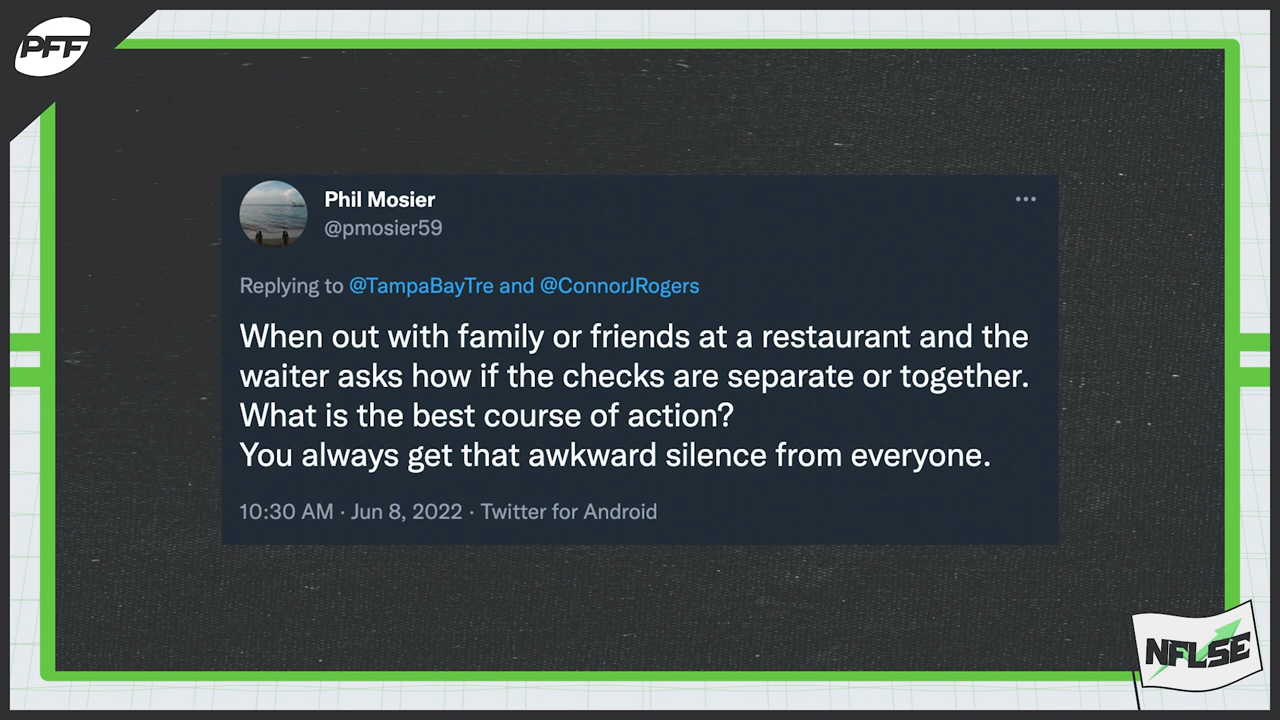 PFF
Phil Mosier
@pmosier59
Replying to @TampaBayTre and @ConnorJRogers
When out with family or friends at a restaurant and the
waiter asks how if the checks are separate or together.
What is the best course of action?
You always get that awkward silence from everyone.
10:30 AM · Jun 8, 2022 · Twitter for Android
NFLSE